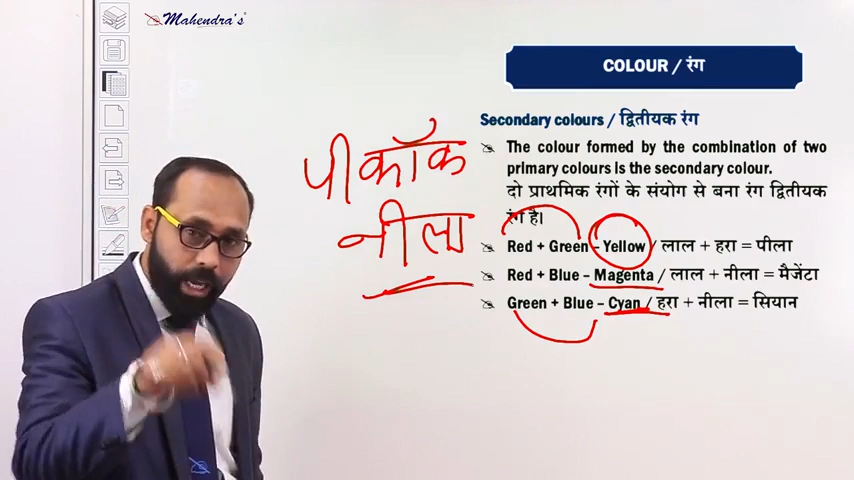 Mahendra's
COLOUR / रंग
Secondary colours / द्वितीयक रंग
The colour formed by the combination of two
primary colours is the secondary colour.
दो प्राथमिक रंगों के संयोग से बना रंग द्वितीयक
रंग है।
Red + Green – Yellow / लाल + हरा = पीला
Red + Blue – Magenta / लाल + नीला = मैजेंटा
Green + Blue – Cyan / हरा + नीला = सियान
पीकॉक
नीला